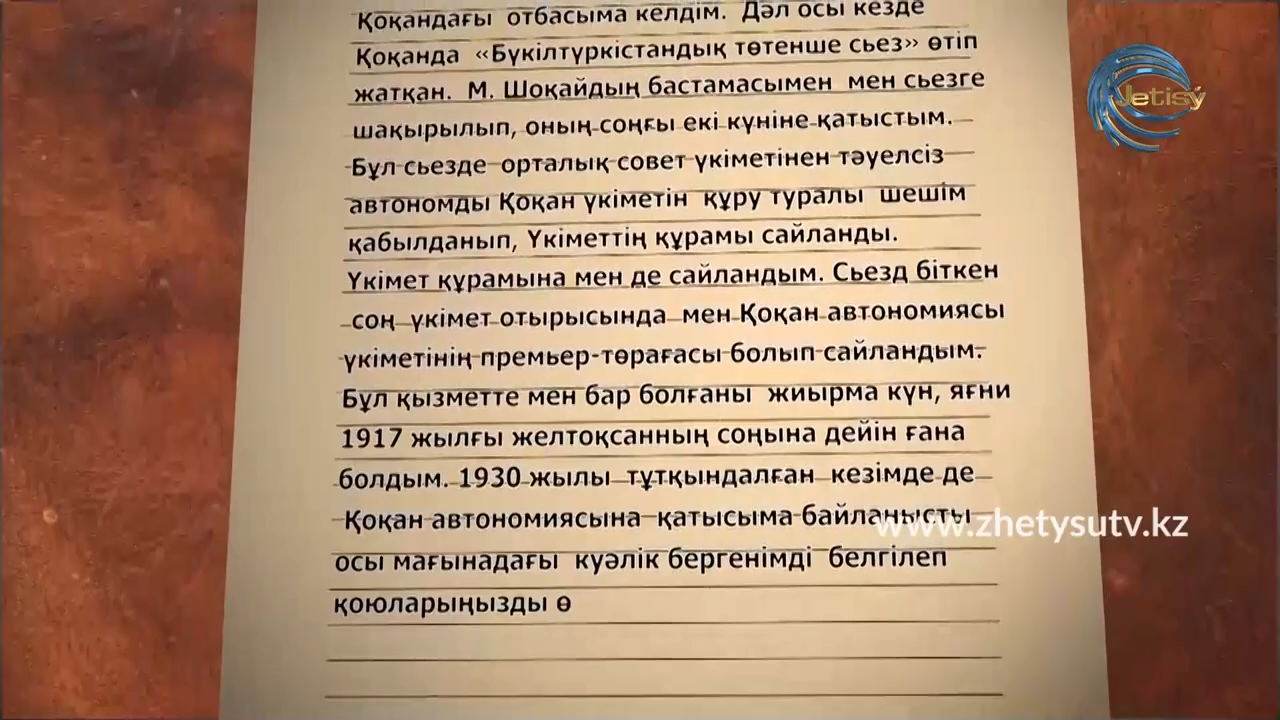 Қоқандағы отбасыма келдім. Дәл осы кезде
Қоқанда «Бүкілтүркістандық төтенше сьез» өтіп
жатқан. М. Шоқайдың бастамасымен мен сьезге
шақырылып, оның соңғы екі күніне қатыстым.
Бұл сьезде орталық совет үкіметінен тәуелсіз
автономды Қоқан үкіметін құру туралы шешім
қабылданып, Үкіметтің құрамы сайланды.
Үкімет құрамына мен де сайландым. Сьезд біткен
соң үкімет отырысында мен Қоқан автономиясы
үкіметінің премьер-төрағасы болып сайландым.
Бұл қызметте мен бар болғаны жиырма күн, яғни
1917 жылғы желтоқсанның соңына дейін ғана
болдым. 1930 жылы тұтқындалған кезімде де
Қоқан автономиясына қатысыма байланысты
осы мағынадағы куәлік бергенімді белгілеп
қоюларыңызды ө
Jetisý
www.zhetysutv.kz